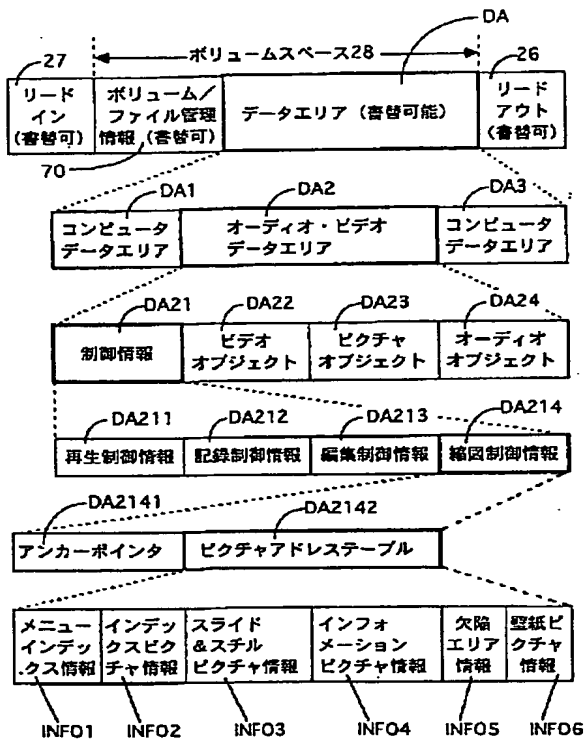 27
ボリュームスペース28
DA
26
リード
イン
(書替可)
ボリューム／
ファイル管理
情報 (書替可)
データエリア (書替可能)
リード
アウト
(書替可)
70
DA1
DA2
DA3
コンピュータ
データエリア
オーディオ・ビデオ
データエリア
コンピュータ
データエリア
DA21
DA22
DA23
DA24
制御情報
ビデオ
オブジェクト
ピクチャ
オブジェクト
オーディオ
オブジェクト
DA211
DA212
DA213
DA214
再生制御情報
記録制御情報
編集制御情報
縮図制御情報
DA2141
DA2142
アンカーポインタ
ピクチャアドレステーブル
メニュー
インデッ
クス情報
インデッ
クスピク
チャ情報
スライド
&スチル
ピクチャ情報
インフォ
メーション
ピクチャ情報
欠陥
エリア
情報
壁紙ピ
クチャ
情報
INFO1
INFO2
INFO3
INFO4
INFO5
INFO6